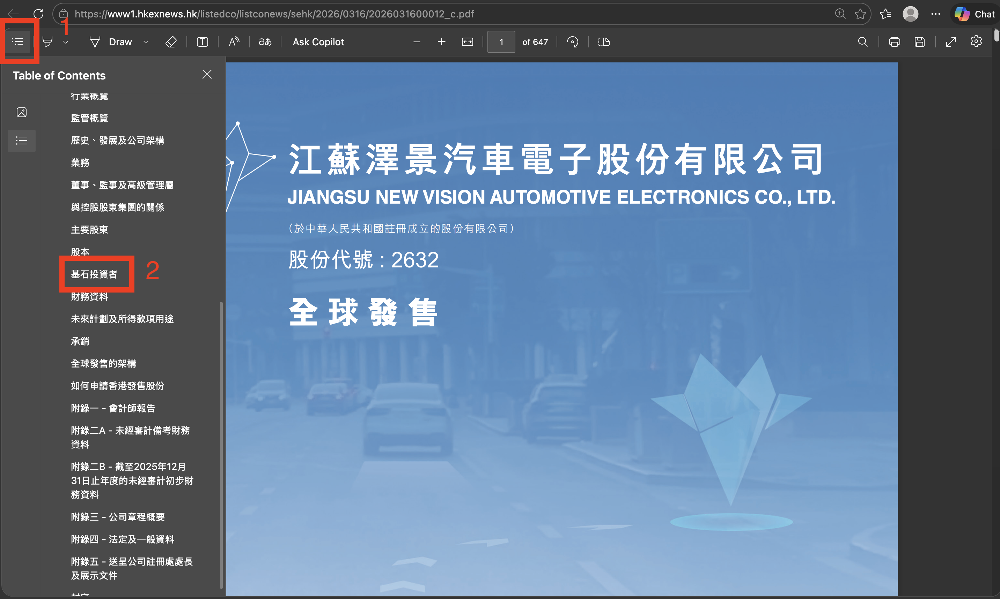 https://www1.hkexnews.hk/listedco/listconews/sehk/2026/0316/2026031600012_c.pdf
Chat
1
Draw
aあ
Ask Copilot
1
of 647
Table of Contents
行業概覽
監管概覽
歷史、發展及公司架構
業務
董事、監事及高級管理層
與控股股東集團的關係
主要股東
股本
基石投資者
2
財務資料
未來計劃及所得款項用途
承銷
全球發售的架構
如何申請香港發售股份
附錄一 – 會計師報告
附錄二A – 未經審計備考財務
資料
附錄二B – 截至2025年12月
31日止年度的未經審計初步財
務資料
附錄三 – 公司章程概要
附錄四 – 法定及一般資料
附錄五 – 送呈公司註冊處處長
及展示文件
江蘇澤景汽車電子股份有限公司
JIANGSU NEW VISION AUTOMOTIVE ELECTRONICS CO., LTD.
（於中華人民共和國註冊成立的股份有限公司）
股份代號 : 2632
全球發售